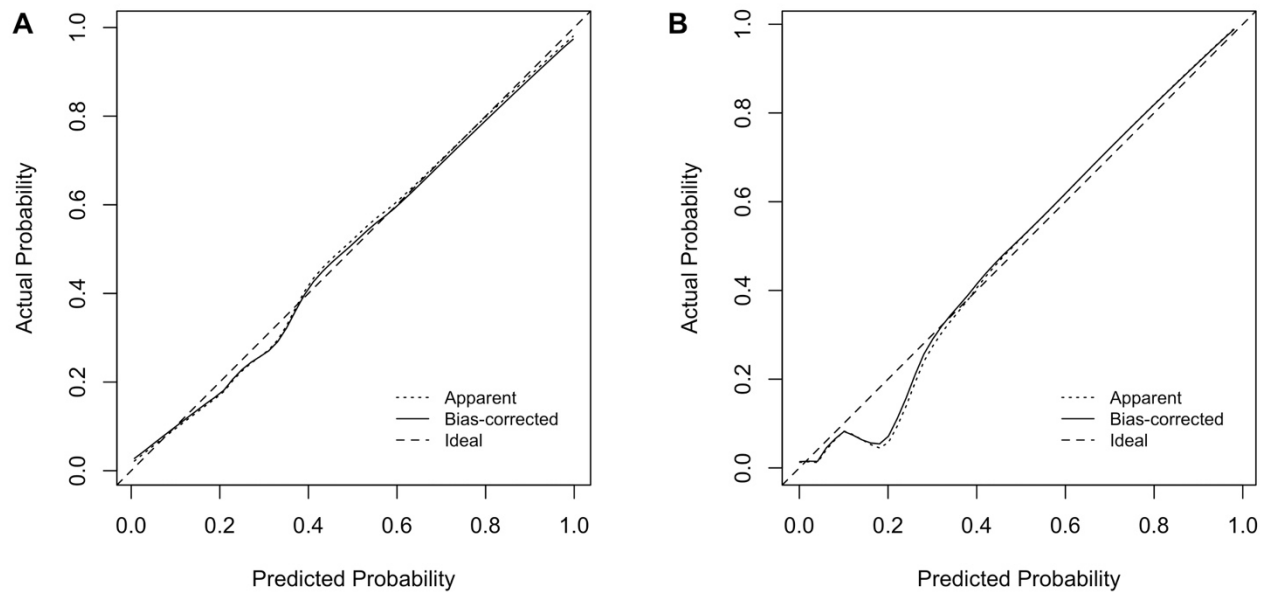 A
1.0
0.8
0.6
0.4
0.2
0.0
Actual Probability
Apparent
Bias-corrected
Ideal
0.0 0.2 0.4 0.6 0.8 1.0
Predicted Probability
B
1.0
0.8
0.6
0.4
0.2
0.0
Actual Probability
Apparent
Bias-corrected
Ideal
0.0 0.2 0.4 0.6 0.8 1.0
Predicted Probability